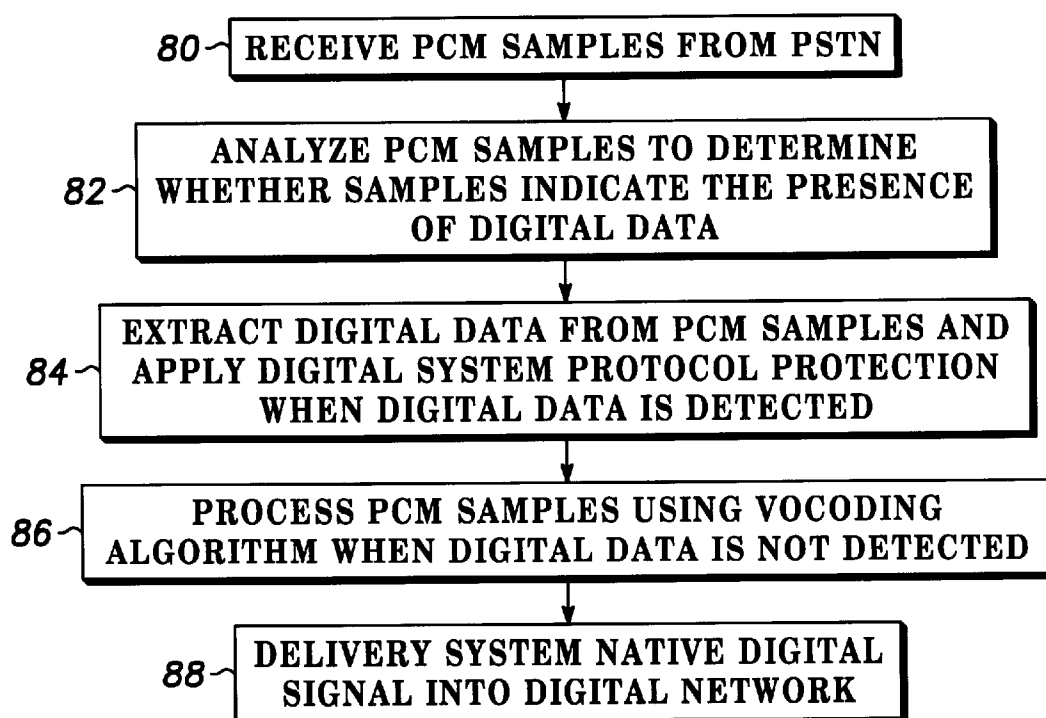 80 RECEIVE PCM SAMPLES FROM PSTN
ANALYZE PCM SAMPLES TO DETERMINE
82 WHETHER SAMPLES INDICATE THE PRESENCE
OF DIGITAL DATA
EXTRACT DIGITAL DATA FROM PCM SAMPLES AND
84 APPLY DIGITAL SYSTEM PROTOCOL PROTECTION
WHEN DIGITAL DATA IS DETECTED
PROCESS PCM SAMPLES USING VOCODING
86 ALGORITHM WHEN DIGITAL DATA IS NOT DETECTED
DELIVERY SYSTEM NATIVE DIGITAL
88 SIGNAL INTO DIGITAL NETWORK